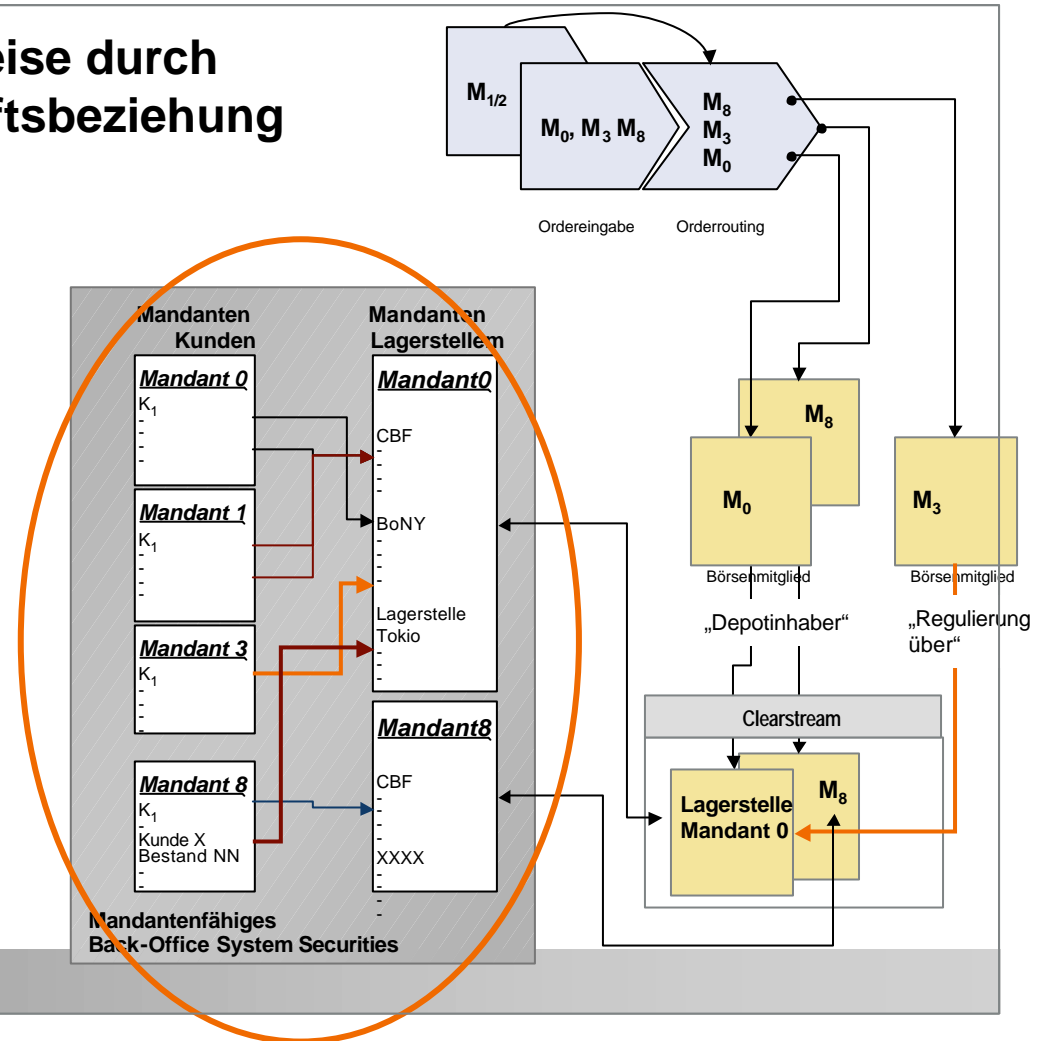 eise durch
ftsbeziehung
M1/2
M0, M3 M8
M8
M3
M0
Ordereingabe
Orderrouting
Mandanten
Kunden
Mandanten
Lagerstellem
Mandant 0
K1
-
-
-
-
-
Mandant 1
K1
-
-
-
-
-
Mandant 3
K1
-
-
-
-
Mandant 8
K1
-
Kunde X
Bestand NN
-
-
Mandant0
CBF
-
-
-
BoNY
-
-
-
-
Lagerstelle
Tokio
-
-
-
Mandant8
CBF
-
-
-
XXXX
-
-
-
-
Mandantenfähiges
Back-Office System Securities
M8
M0
M3
Börsenmitglied
Börsenmitglied
„Depotinhaber“
„Regulierung
über“
Clearstream
Lagerstelle
Mandant 0
M8